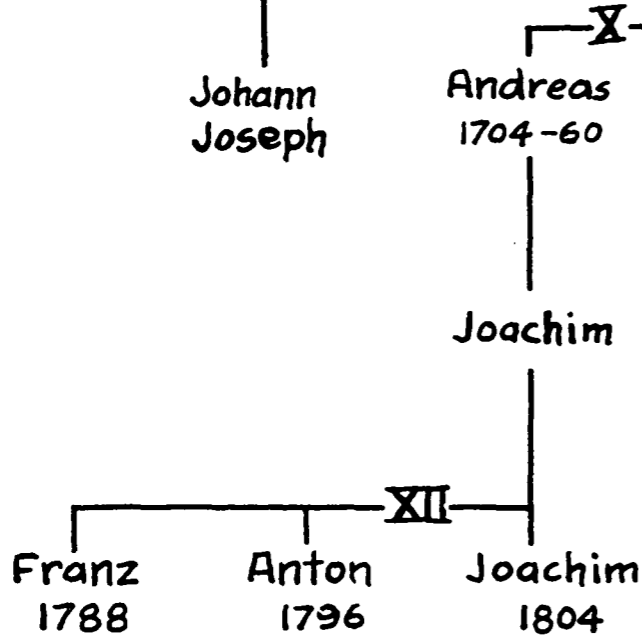 X
Johann
Joseph
Andreas
1704-60
Joachim
XII
Franz
1788
Anton
1796
Joachim
1804